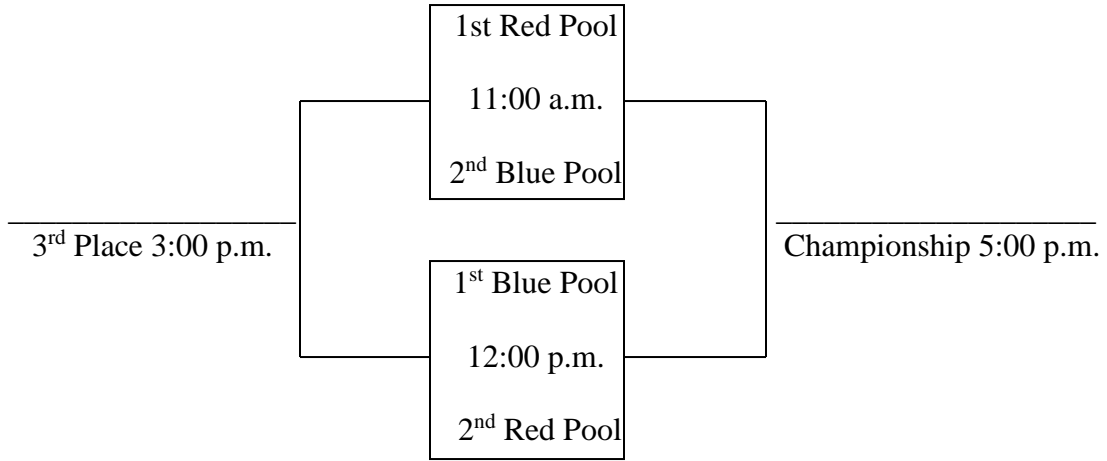 1st Red Pool
11:00 a.m.
2nd Blue Pool
3rd Place 3:00 p.m.
Championship 5:00 p.m.
1st Blue Pool
12:00 p.m.
2nd Red Pool